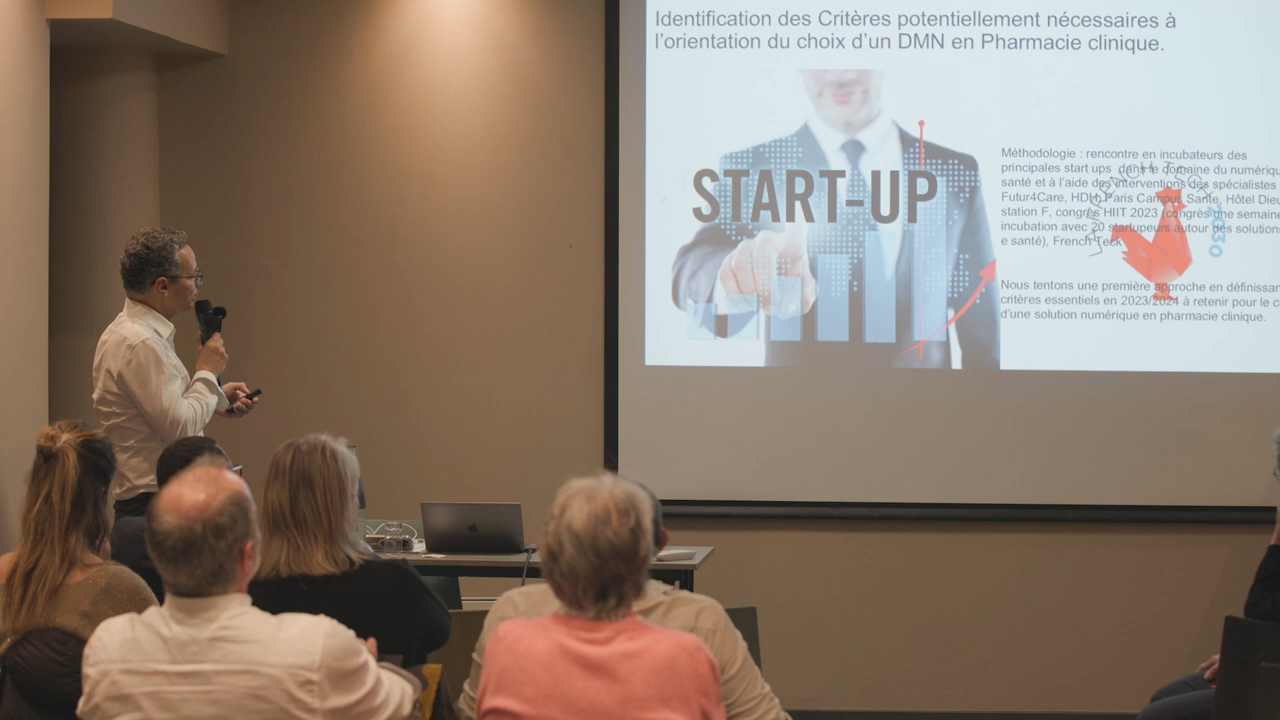 Identification des Critères potentiellement nécessaires à
l'orientation du choix d'un DMN en Pharmacie clinique.
START-UP
Méthodologie : rencontre en incubateurs des
principales start ups dans le domaine du numériqu
santé et à l'aide des interventions des spécialistes
Futur4Care, HDH, Paris Campus Santé, Hôtel Dieu
station F, congrès HIIT 2023 (congrès une semaine
incubation avec 20 startupeurs autour des solutions
e santé), French Teck
2030
Nous tentons une première approche en définissan
critères essentiels en 2023/2024 à retenir pour le c
d'une solution numérique en pharmacie clinique.